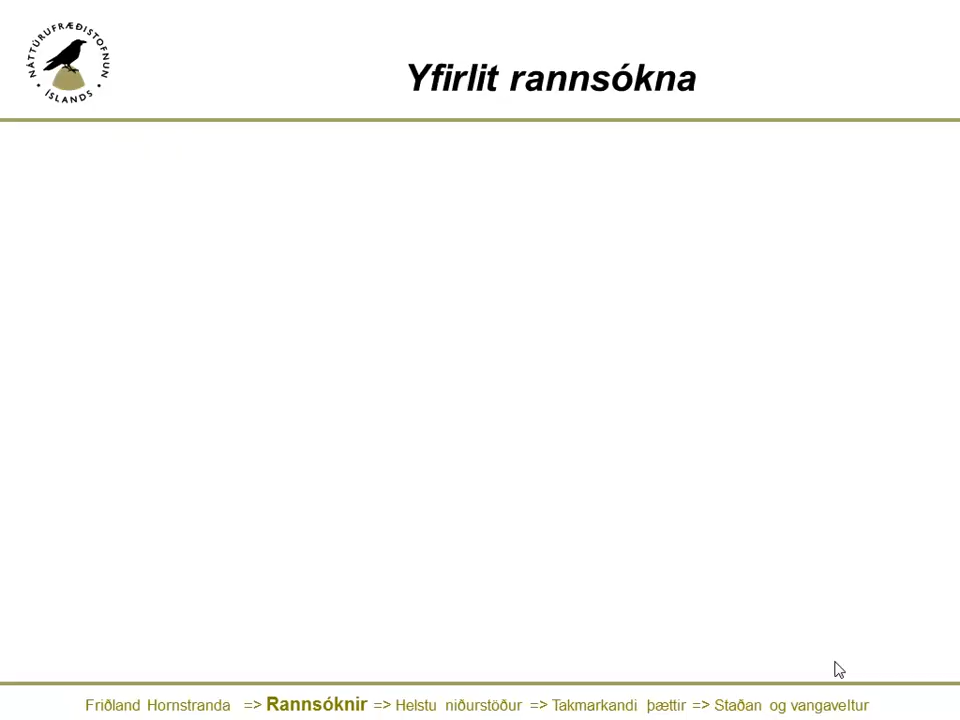 NÁTTÚRUFRÆÐISTOFNUN
• ÍSLANDS •
Yfirlit rannsókna
Friðland Hornstranda => Rannsóknir => Helstu niðurstöður => Takmarkandi þættir => Staðan og vangaveltur